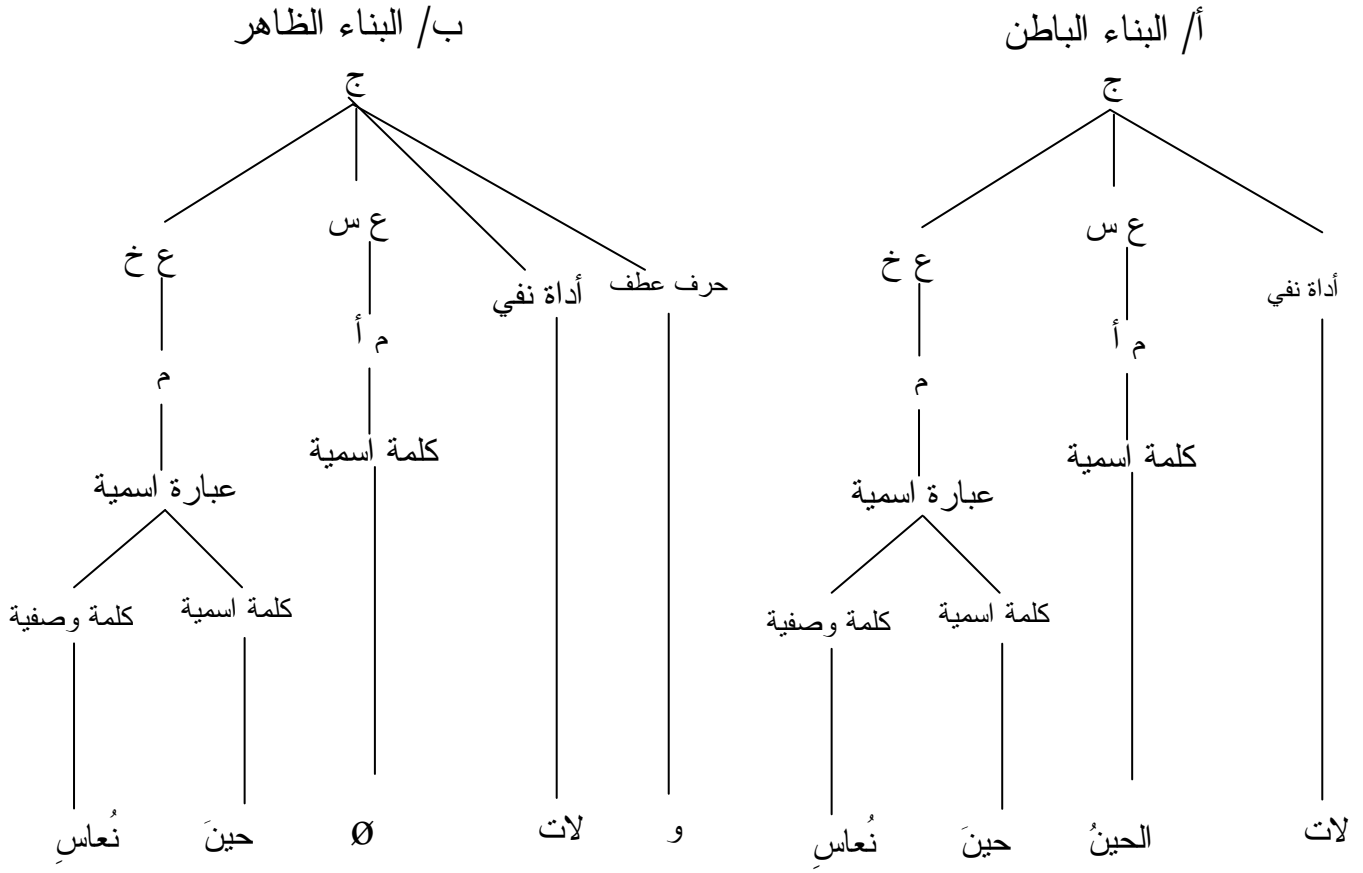 أ/ البناء الباطن
ب/ البناء الظاهر
ج
ج
ع س
ع س
ع خ
أداة نفي
ع خ
حرف عطف
أداة نفي
م أ
م أ
م
م
كلمة اسمية
كلمة اسمية
عبارة اسمية
عبارة اسمية
كلمة اسمية
كلمة وصفية
كلمة اسمية
كلمة وصفية
لات
الحينُ
حينَ
نُعاسِ
و
لات
Ø
حينَ
نُعاسِ